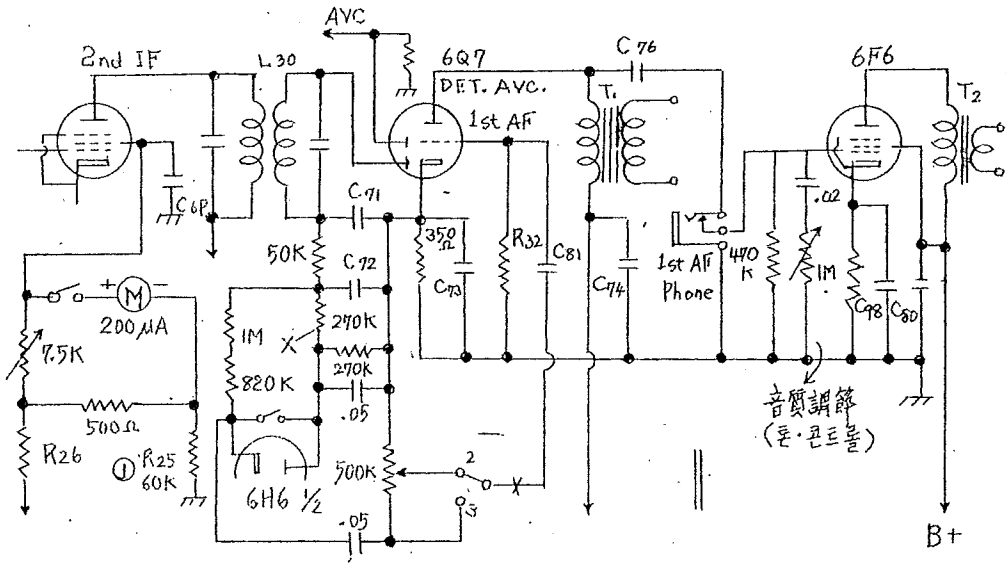 AVC
2nd IF
L30
6Q7
DET. AVC.
1st AF
C76
T1
6F6
T2
C6P
C71
50K
C72
350
Ω
R32
C81
C73
C74
1st AF
Phone
470
K
.02
1M
C98
C80
+ M -
200μA
7.5K
1M
270K
X
270K
820K
.05
500Ω
R26
① R25
60K
6H6 1/2
500K
2
3
.05
音質調節
(톤·콘트롤)
B+